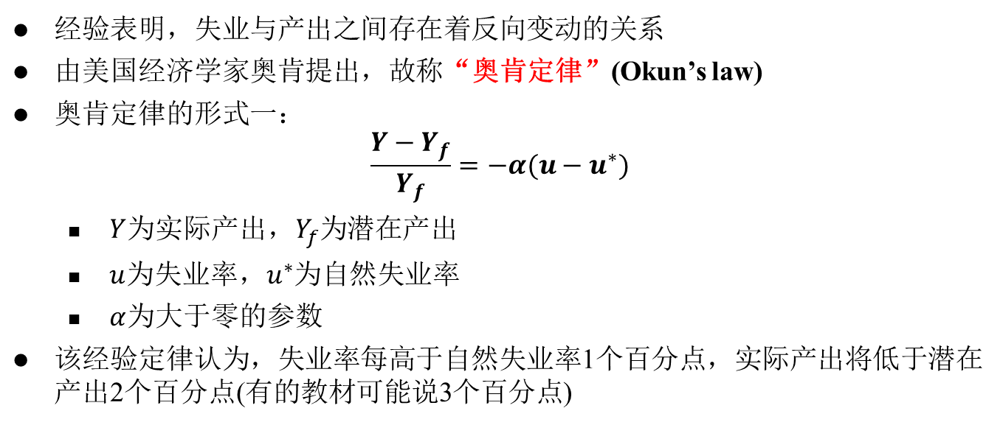 ● 经验表明，失业与产出之间存在着反向变动的关系
● 由美国经济学家奥肯提出，故称“奥肯定律”(Okun’s law)
● 奥肯定律的形式一：
(Y − Y_f)/Y_f = −α(u − u*)
▪ Y为实际产出，Y_f为潜在产出
▪ u为失业率，u*为自然失业率
▪ α为大于零的参数
● 该经验定律认为，失业率每高于自然失业率1个百分点，实际产出将低于潜在
产出2个百分点(有的教材可能说3个百分点)